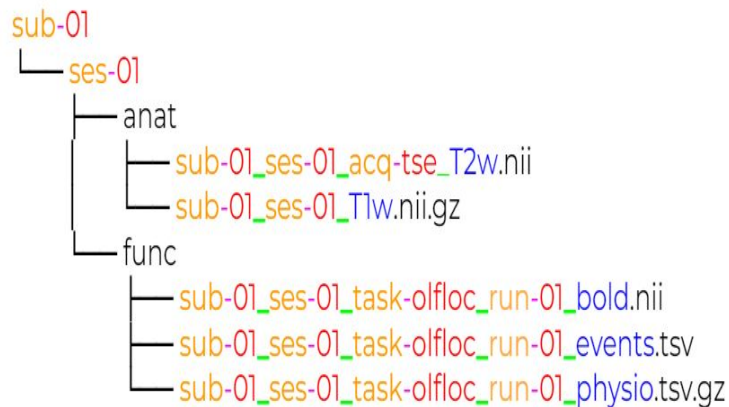 sub-01
ses-01
anat
sub-01_ses-01_acq-tse_T2w.nii
sub-01_ses-01_T1w.nii.gz
func
sub-01_ses-01_task-olfloc_run-01_bold.nii
sub-01_ses-01_task-olfloc_run-01_events.tsv
sub-01_ses-01_task-olfloc_run-01_physio.tsv.gz